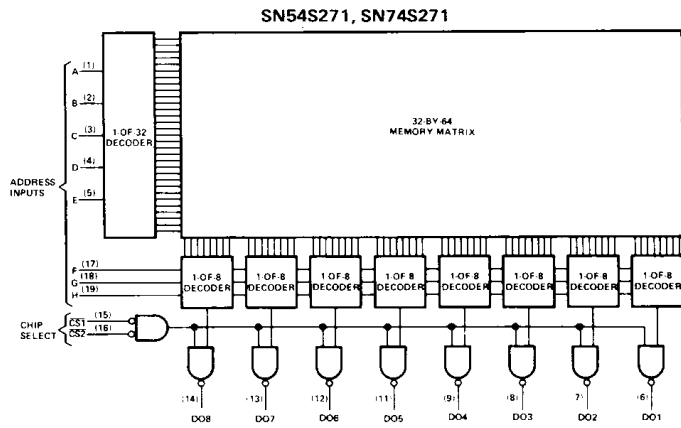 SN54S271, SN74S271
A (1)
B (2)
C (3)
D (4)
E (5)
1-OF-32
DECODER
32-BY-64
MEMORY MATRIX
ADDRESS
INPUTS
F (17)
G (18)
H (19)
1-OF-8
DECODER
1-OF-8
DECODER
1-OF-8
DECODER
1-OF-8
DECODER
1-OF-8
DECODER
1-OF-8
DECODER
1-OF-8
DECODER
1-OF-8
DECODER
CHIP
SELECT
CS1 (15)
CS2 (16)
(14) (13) (12) (11) (9) (8) 7) (6)
DO8 DO7 DO6 DO5 DO4 DO3 DO2 DO1